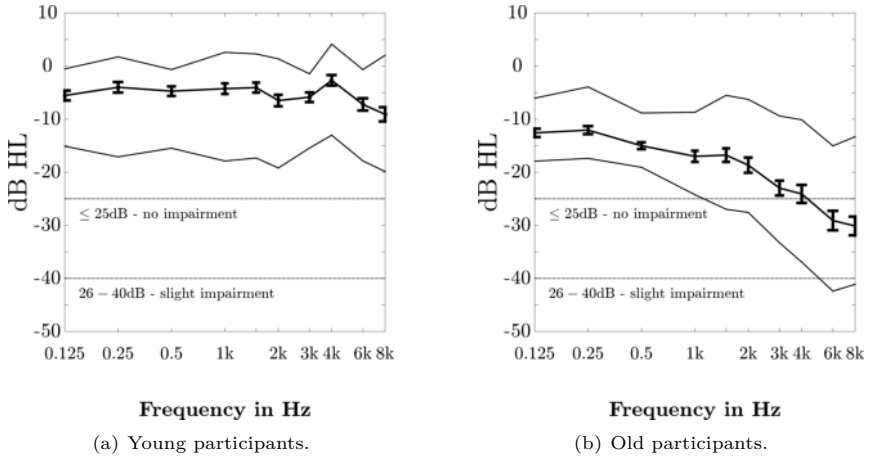 10
0
-10
-20
-30
-40
-50
dB HL
≤ 25dB - no impairment
26 – 40dB - slight impairment
0.125 0.25 0.5 1k 2k 3k 4k 6k 8k
Frequency in Hz
(a) Young participants.
10
0
-10
-20
-30
-40
-50
dB HL
≤ 25dB - no impairment
26 – 40dB - slight impairment
0.125 0.25 0.5 1k 2k 3k 4k 6k 8k
Frequency in Hz
(b) Old participants.